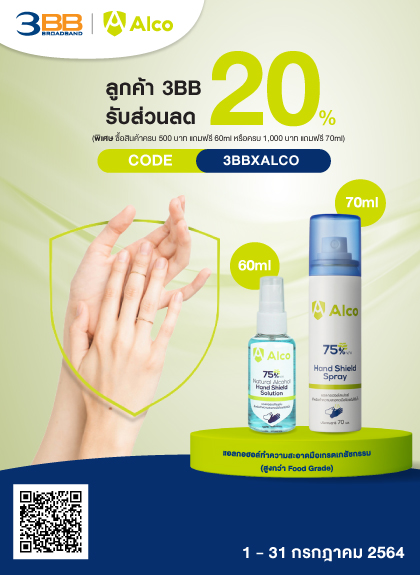 3BB
BROADBAND
Alco
ลูกค้า 3BB
รับส่วนลด 20%
(พิเศษ ซื้อสินค้าครบ 500 บาท แถมฟรี 60ml หรือครบ 1,000 บาท แถมฟรี 70ml)
CODE 3BBXALCO
70ml
60ml
Alco
75%
Hand Shield
Spray
Alco
75%
Natural Alcohol
Hand Shield
Solution
แอลกอฮอล์ทำความสะอาดมือเกรดเภสัชกรรม
(สูงกว่า Food Grade)
1 - 31 กรกฎาคม 2564